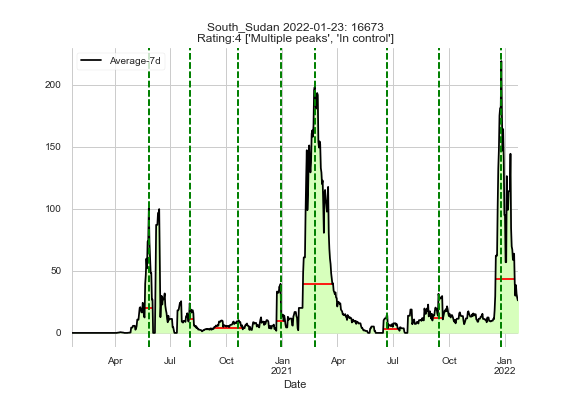 South_Sudan 2022-01-23: 16673
Rating:4 ['Multiple peaks', 'In control']
Average-7d
200
150
100
50
0
Apr Jul Oct Jan Apr Jul Oct Jan
2021 2022
Date